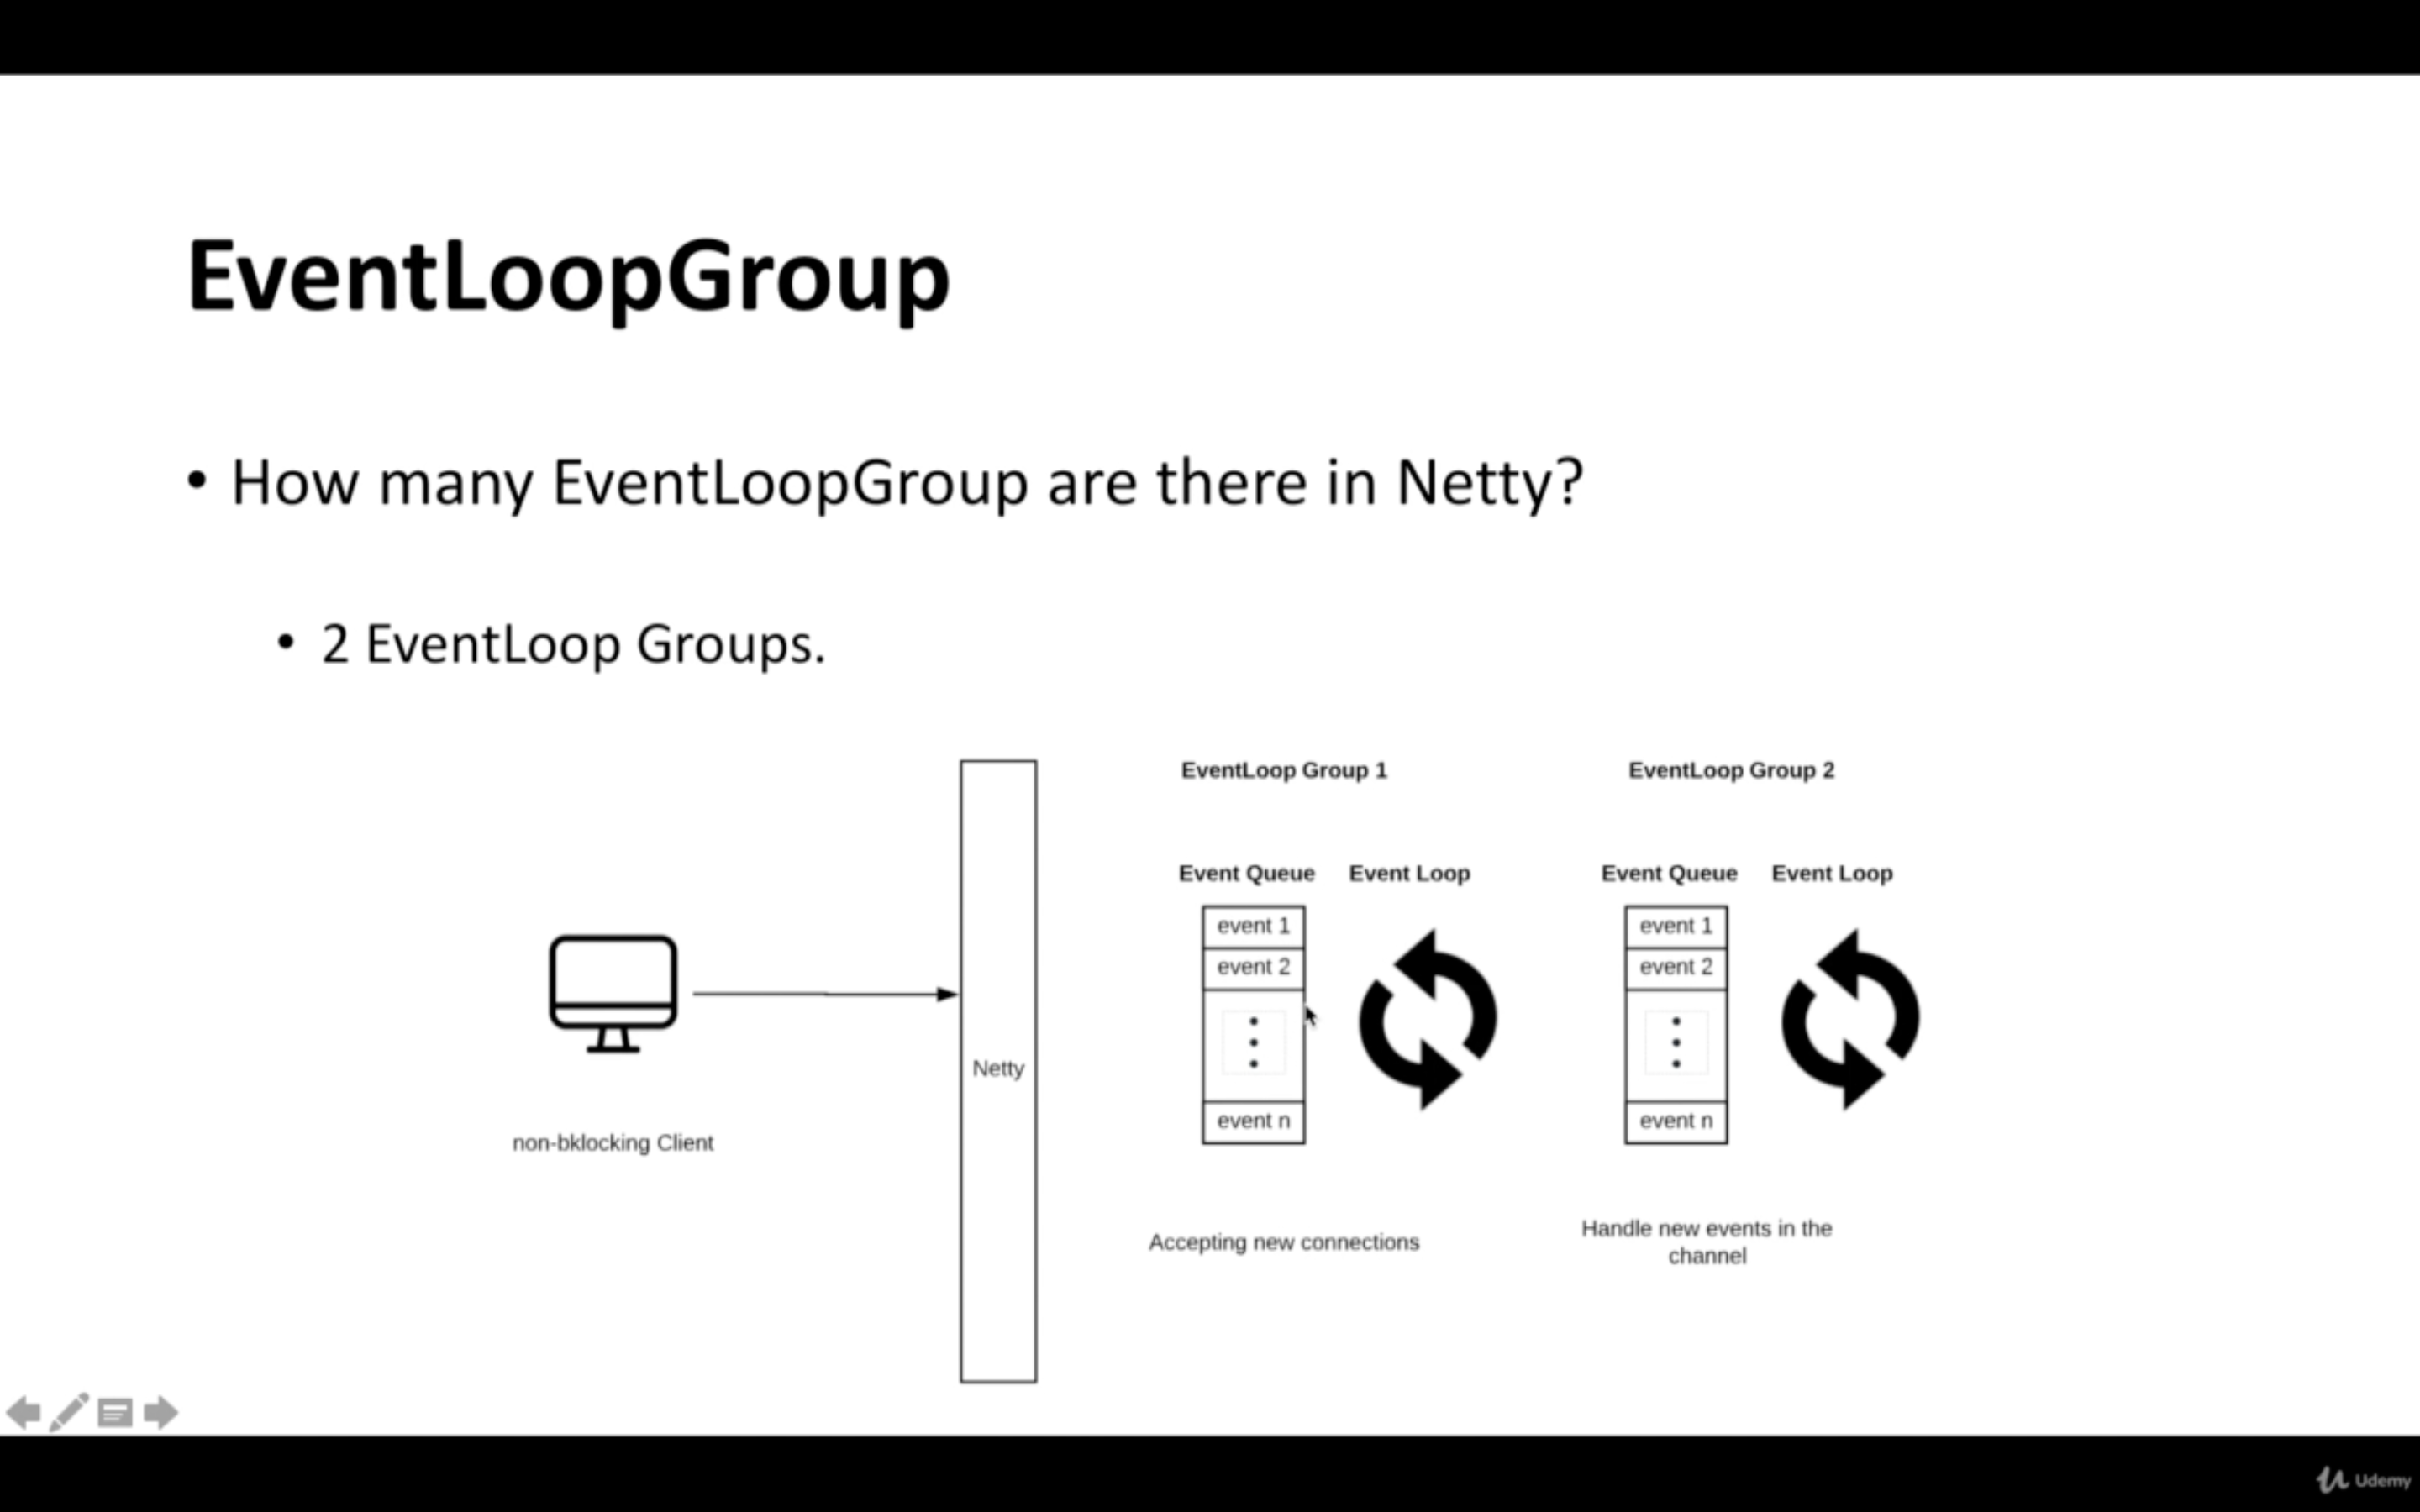 EventLoopGroup
• How many EventLoopGroup are there in Netty?
• 2 EventLoop Groups.
EventLoop Group 1
EventLoop Group 2
Event Queue
Event Loop
Event Queue
Event Loop
event 1
event 2
event n
event 1
event 2
event n
Netty
non-bklocking Client
Accepting new connections
Handle new events in the
channel
Udemy